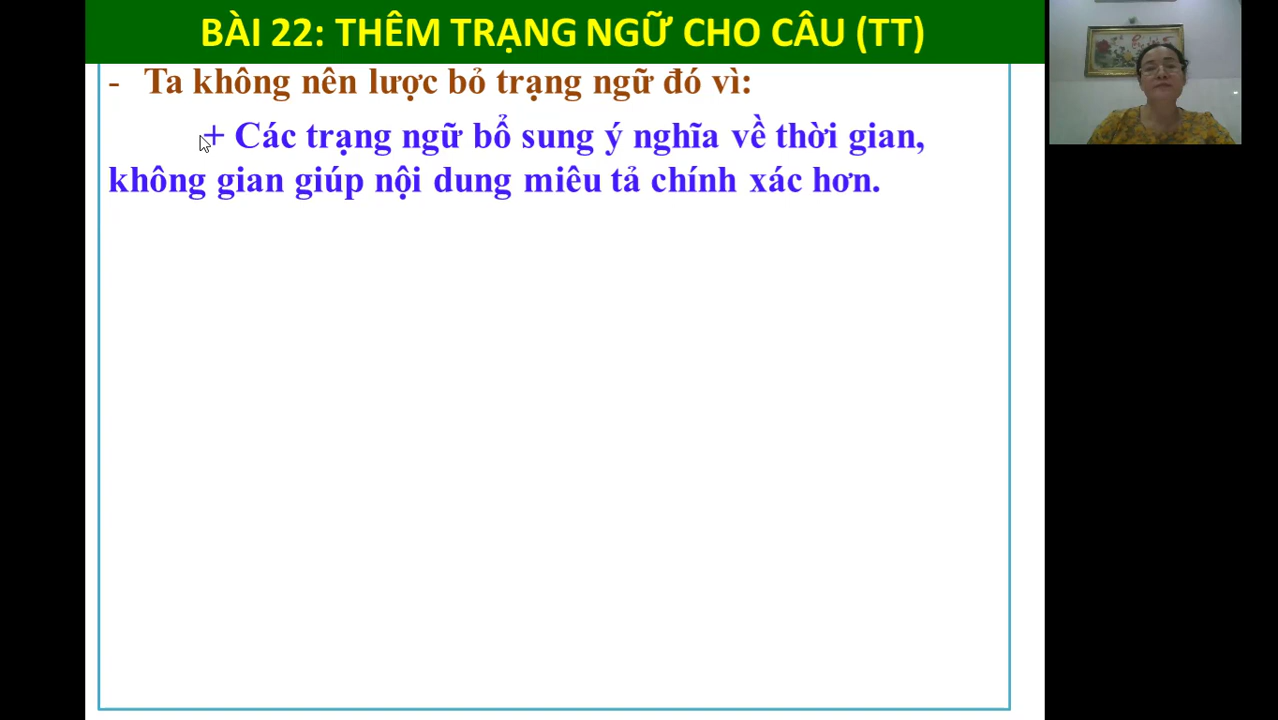 BÀI 22: THÊM TRẠNG NGỮ CHO CÂU (TT)
- Ta không nên lược bỏ trạng ngữ đó vì:
+ Các trạng ngữ bổ sung ý nghĩa về thời gian,
không gian giúp nội dung miêu tả chính xác hơn.